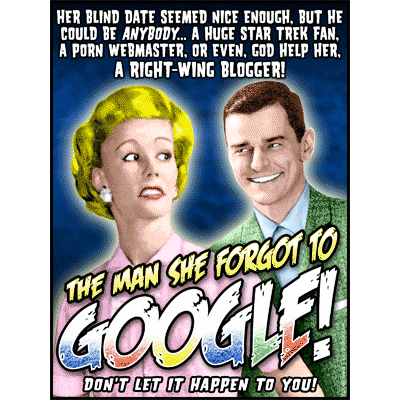 HER BLIND DATE SEEMED NICE ENOUGH, BUT HE
COULD BE ANYBODY... A HUGE STAR TREK FAN,
A PORN WEBMASTER, OR EVEN, GOD HELP HER,
A RIGHT-WING BLOGGER!
THE MAN SHE FORGOT TO
GOOGLE!
DON'T LET IT HAPPEN TO YOU!